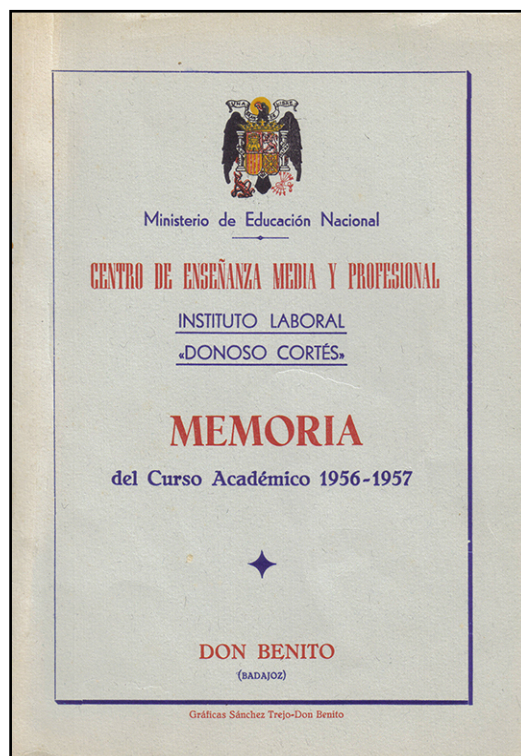 UNA LIBRE
Ministerio de Educación Nacional
CENTRO DE ENSEÑANZA MEDIA Y PROFESIONAL
INSTITUTO LABORAL
«DONOSO CORTÉS»
MEMORIA
del Curso Académico 1956-1957
DON BENITO
(BADAJOZ)
Gráficas Sánchez Trejo-Don Benito